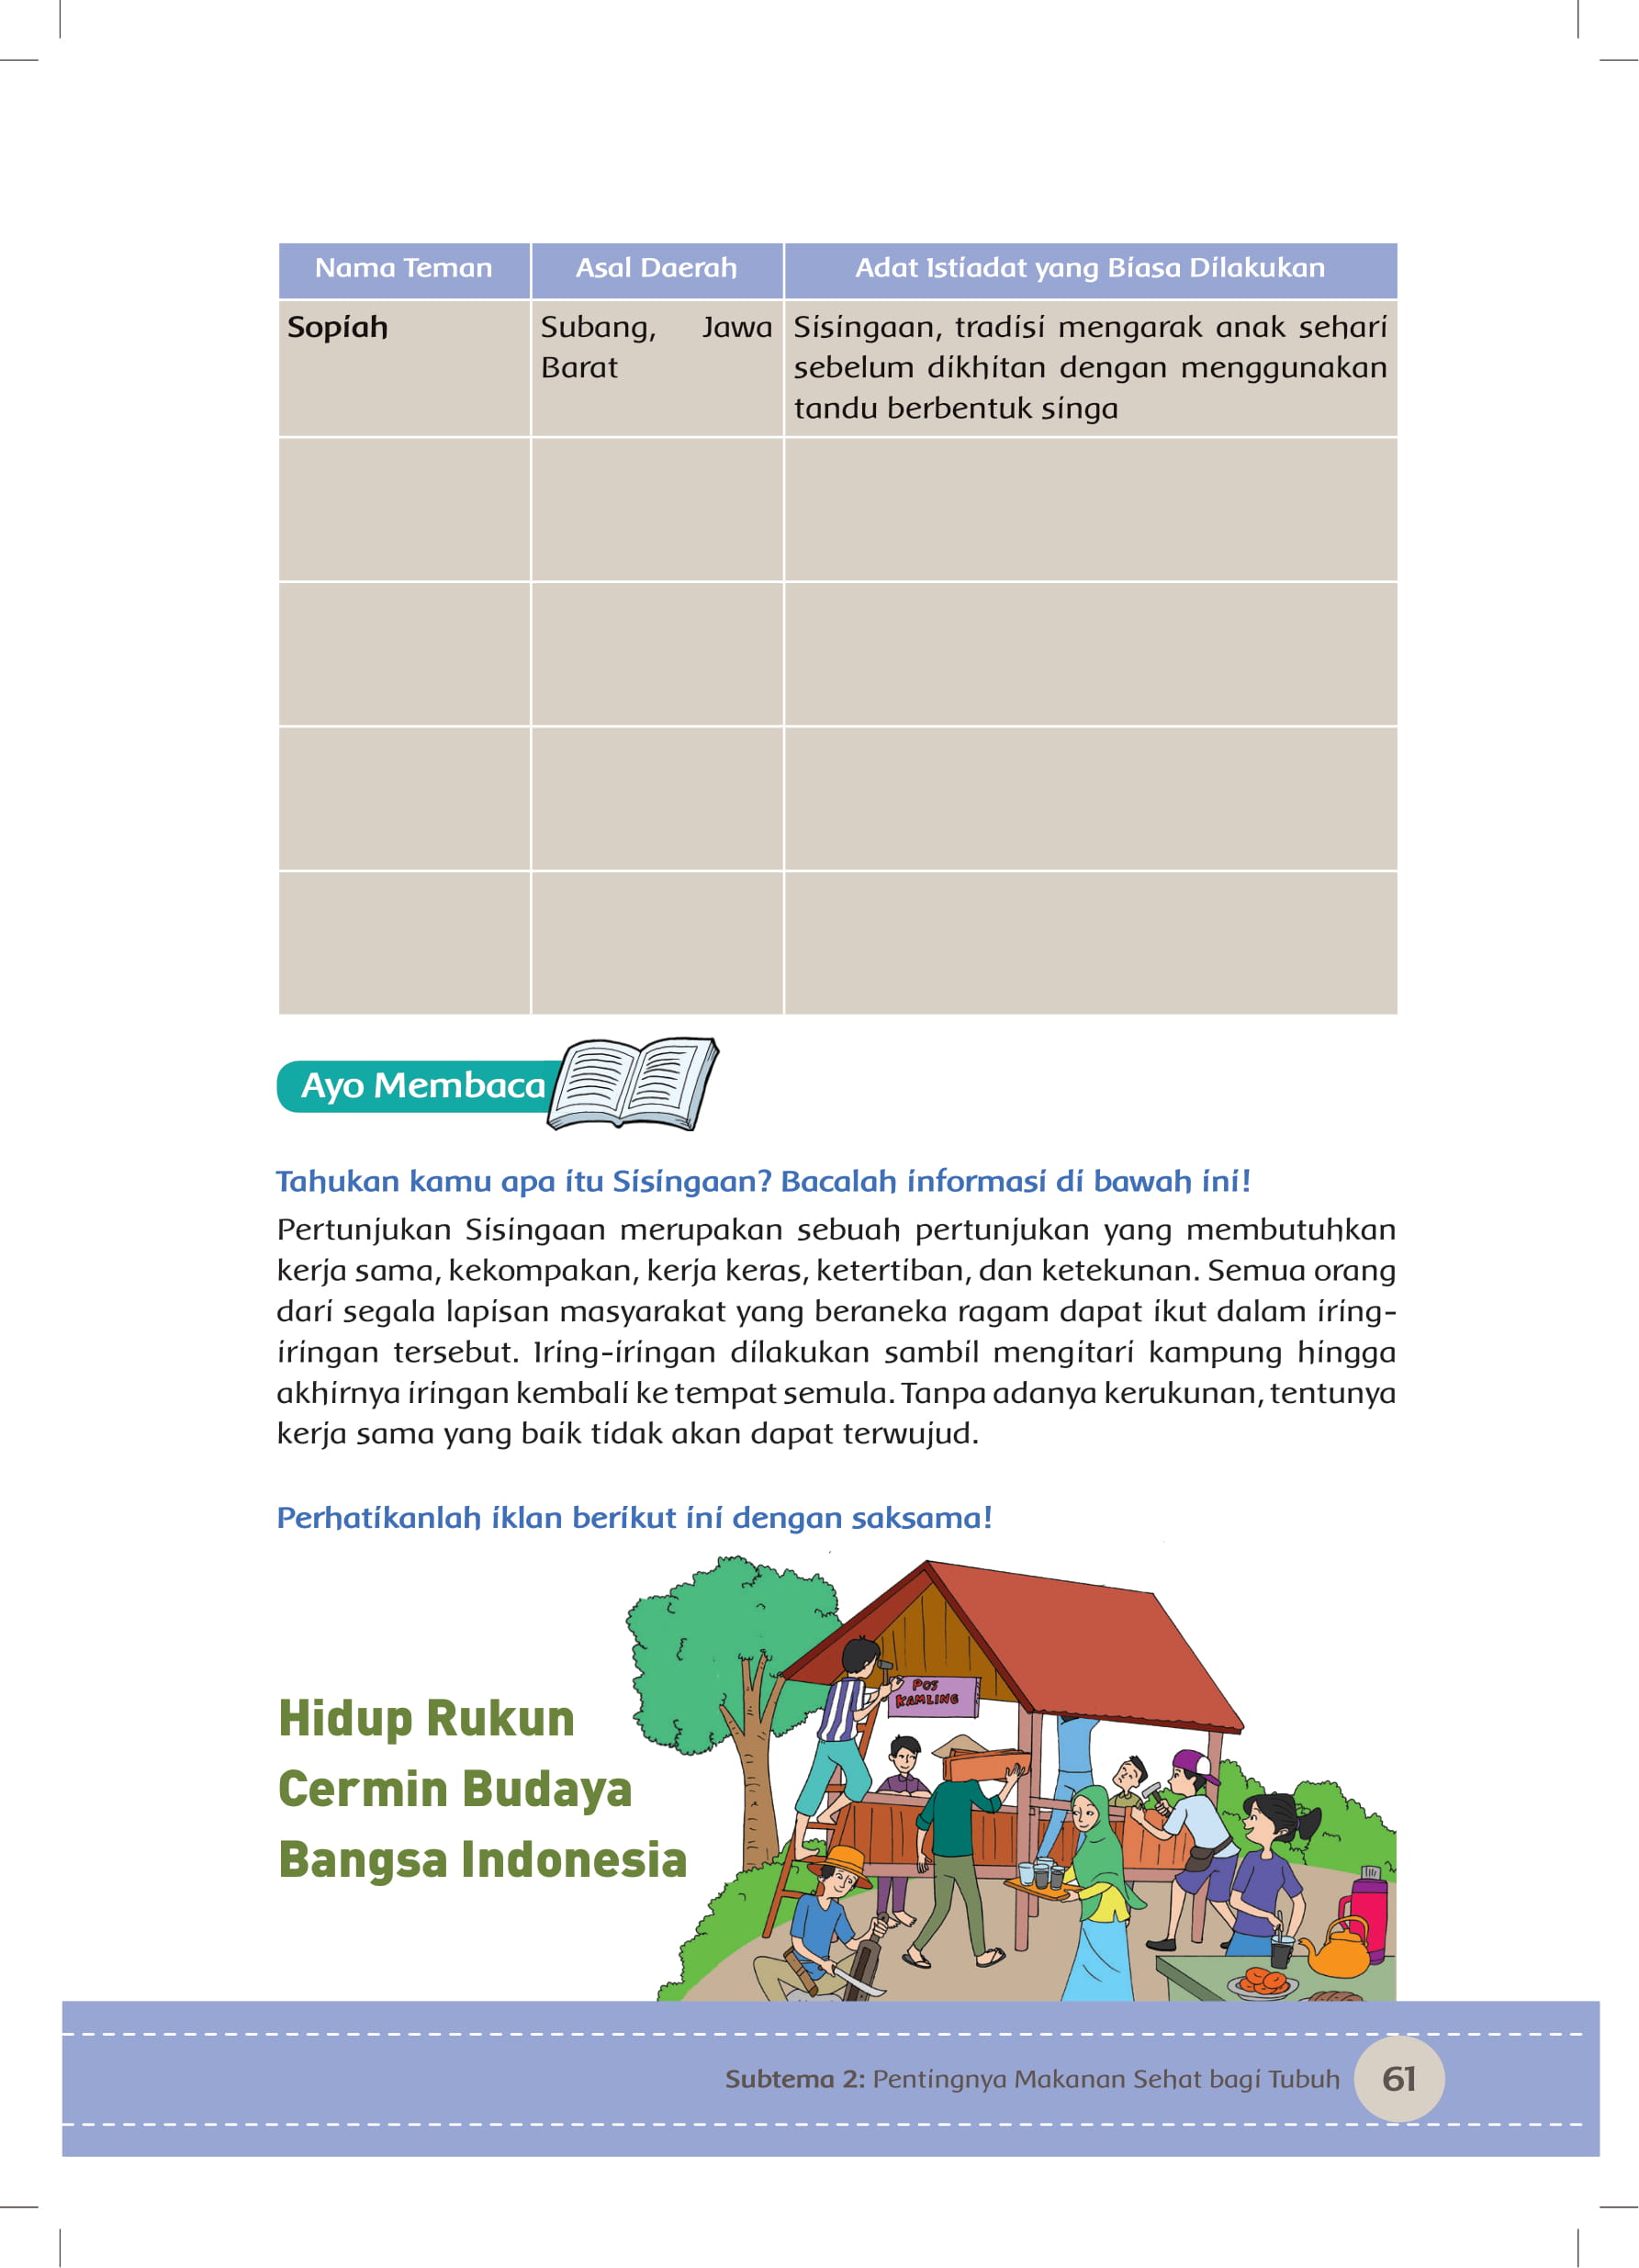 Nama Teman Asal Daerah Adat Istiadat yang Biasa Dilakukan
Sopiah Subang, Jawa Sisingaan, tradisi mengarak anak sehari
Barat sebelum dikhitan dengan menggunakan
tandu berbentuk singa
Ayo Membaca
Tahukan kamu apa itu Sisingaan? Bacalah informasi di bawah ini!
Pertunjukan Sisingaan merupakan sebuah pertunjukan yang membutuhkan
kerja sama, kekompakan, kerja keras, ketertiban, dan ketekunan. Semua orang
dari segala lapisan masyarakat yang beraneka ragam dapat ikut dalam iring-
iringan tersebut. Iring-iringan dilakukan sambil mengitari kampung hingga
akhirnya iringan kembali ke tempat semula. Tanpa adanya kerukunan, tentunya
kerja sama yang baik tidak akan dapat terwujud.
Perhatikanlah iklan berikut ini dengan saksama!
POS
KAMLING
Hidup Rukun
Cermin Budaya
Bangsa Indonesia
Subtema 2: Pentingnya Makanan Sehat bagi Tubuh 61